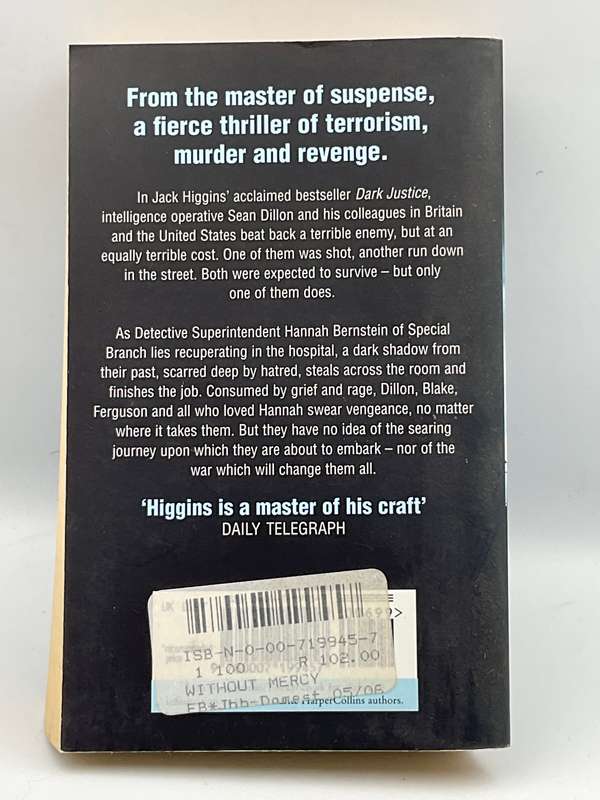 From the master of suspense,
a fierce thriller of terrorism,
murder and revenge.
In Jack Higgins' acclaimed bestseller Dark Justice,
intelligence operative Sean Dillon and his colleagues in Britain
and the United States beat back a terrible enemy, but at an
equally terrible cost. One of them was shot, another run down
in the street. Both were expected to survive – but only
one of them does.
As Detective Superintendent Hannah Bernstein of Special
Branch lies recuperating in the hospital, a dark shadow from
their past, scarred deep by hatred, steals across the room and
finishes the job. Consumed by grief and rage, Dillon, Blake,
Ferguson and all who loved Hannah swear vengeance, no matter
where it takes them. But they have no idea of the searing
journey upon which they are about to embark – nor of the
war which will change them all.
'Higgins is a master of his craft'
DAILY TELEGRAPH
UK
ISB-N-0-00-719945-7
1 100 R 102.00
WITHOUT MERCY
EB*Jhb-Domest 05/06
HarperCollins authors.